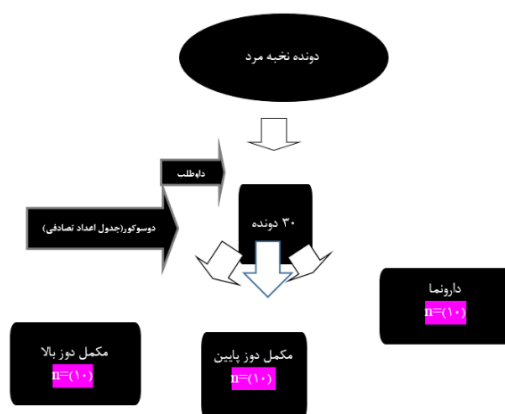 دونده نخبه مرد
داوطلب
دوسوکور(جدول اعداد تصادفی)
۳۰ دونده
دارونما
n=(۱۰)
مکمل دوز پایین
n=(۱۰)
مکمل دوز بالا
n=(۱۰)